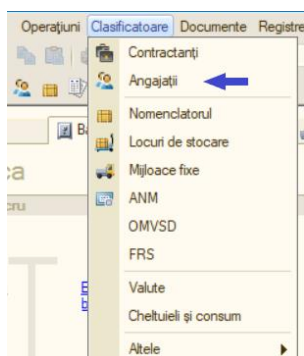 Operațiuni Clasificatoare Documente Registre
Contractanți
Angajații
Nomenclatorul
Locuri de stocare
Mijloace fixe
ANM
OMVSD
FRS
Valute
Cheltuieli și consum
Altele